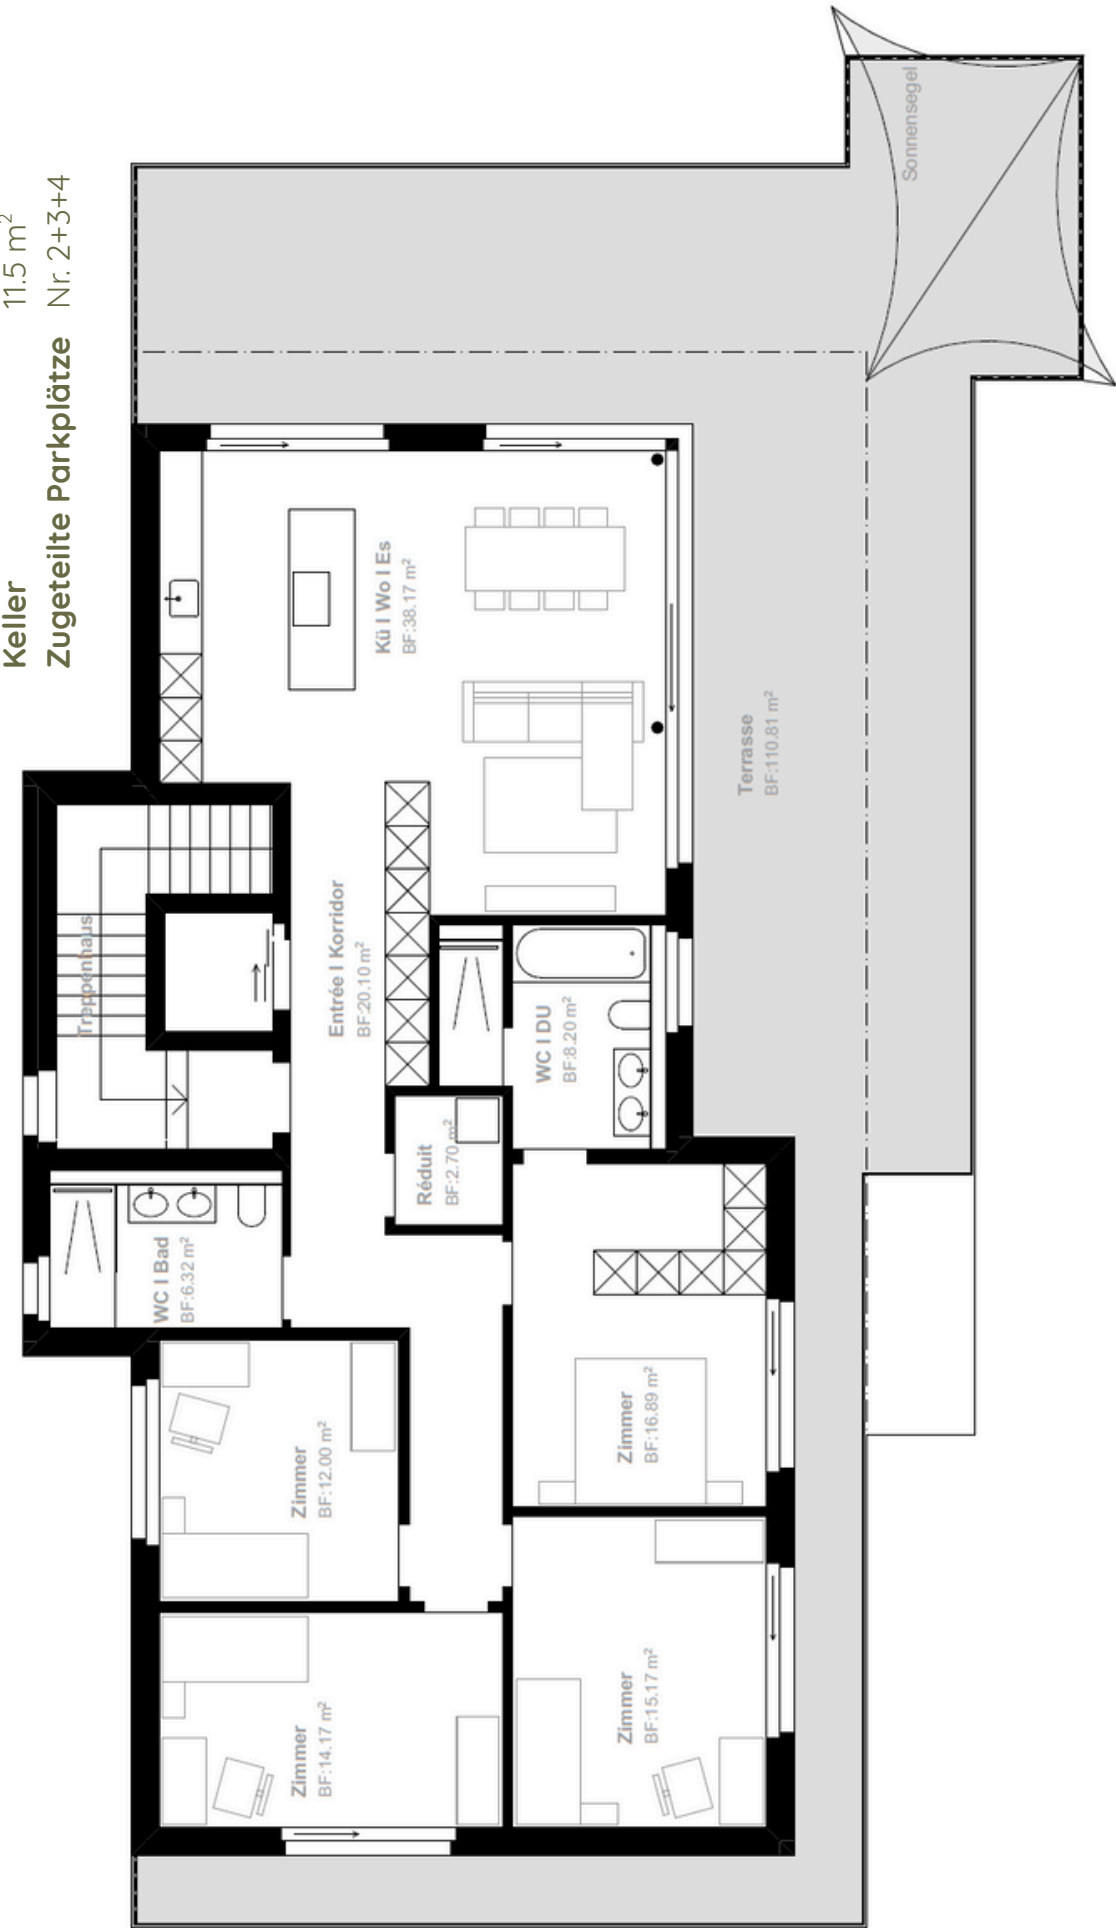 Keller 11.5 m²
Zugeteilte Parkplätze Nr. 2+3+4
Sonnensegel
Kü I Wo I Es
BF:38.17 m²
Terrasse
BF:110.81 m²
Treppenhaus
Entrée I Korridor
BF:20.10 m²
WC I DU
BF:8.20 m²
Réduit
BF:2.70 m²
WC I Bad
BF:6.32 m²
Zimmer
BF:12.00 m²
Zimmer
BF:16.89 m²
Zimmer
BF:14.17 m²
Zimmer
BF:15.17 m²